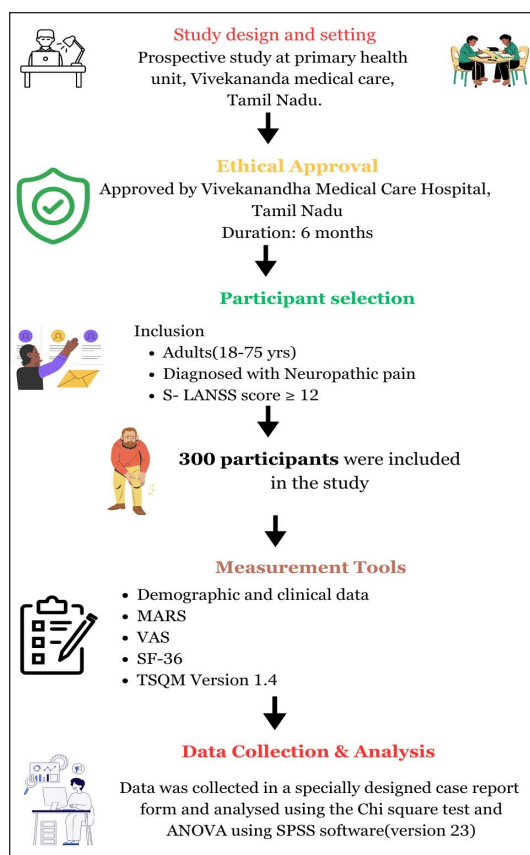 Study design and setting
Prospective study at primary health
unit, Vivekananda medical care,
Tamil Nadu.
Ethical Approval
Approved by Vivekanandha Medical Care Hospital,
Tamil Nadu
Duration: 6 months
Participant selection
Inclusion
• Adults(18-75 yrs)
• Diagnosed with Neuropathic pain
• S- LANSS score ≥ 12
300 participants were included
in the study
Measurement Tools
• Demographic and clinical data
• MARS
• VAS
• SF-36
• TSQM Version 1.4
Data Collection & Analysis
Data was collected in a specially designed case report
form and analysed using the Chi square test and
ANOVA using SPSS software(version 23)